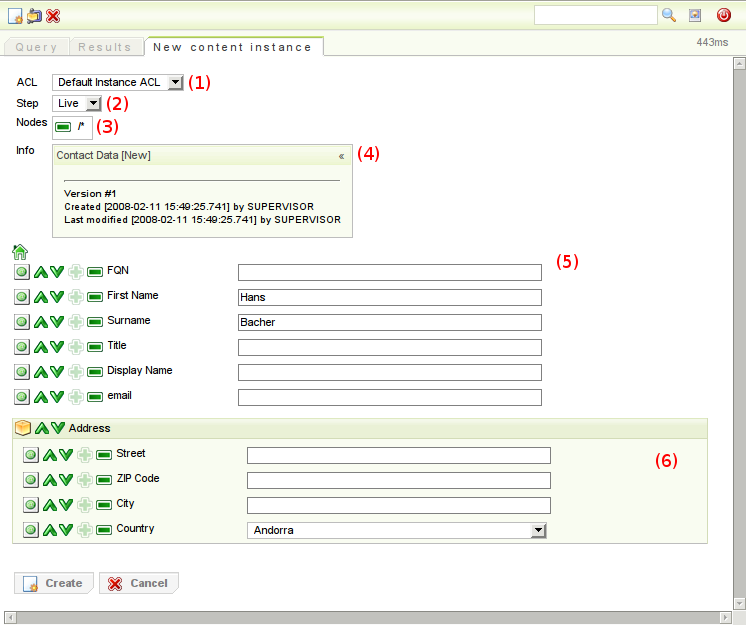 Query Results New content instance 443ms
ACL Default Instance ACL (1)
Step Live (2)
Nodes /* (3)
Info Contact Data [New] « (4)
Version #1
Created [2008-02-11 15:49:25.741] by SUPERVISOR
Last modified [2008-02-11 15:49:25.741] by SUPERVISOR
(5)
FQN
First Name Hans
Surname Bacher
Title
Display Name
email
Address
Street
(6)
ZIP Code
City
Country Andorra
Create Cancel